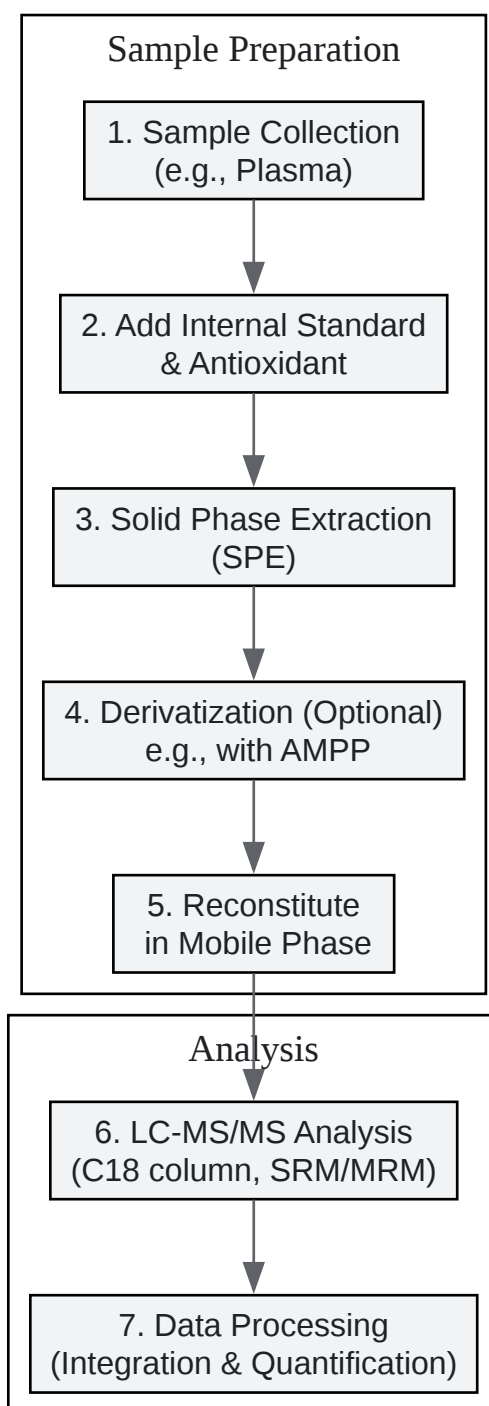 Sample Preparation
1. Sample Collection
(e.g., Plasma)
2. Add Internal Standard
& Antioxidant
3. Solid Phase Extraction
(SPE)
4. Derivatization (Optional)
e.g., with AMPP
5. Reconstitute
in Mobile Phase
Analysis
6. LC-MS/MS Analysis
(C18 column, SRM/MRM)
7. Data Processing
(Integration & Quantification)